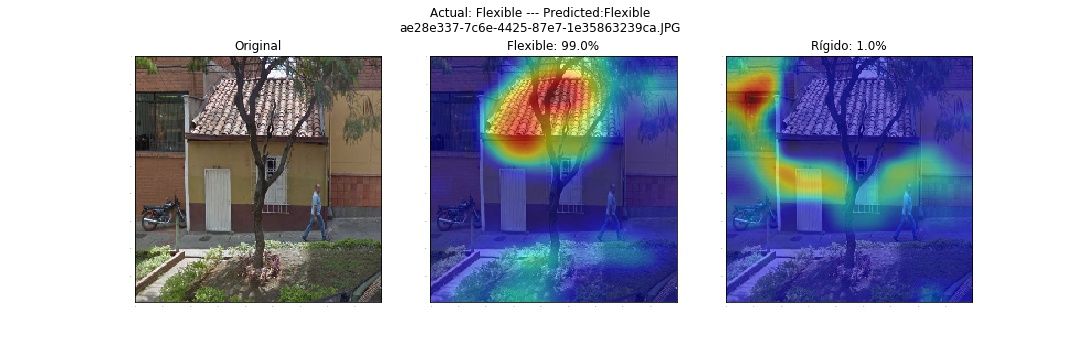 Actual: Flexible --- Predicted:Flexible
ae28e337-7c6e-4425-87e7-1e35863239ca.JPG
Original
Flexible: 99.0%
Rígido: 1.0%